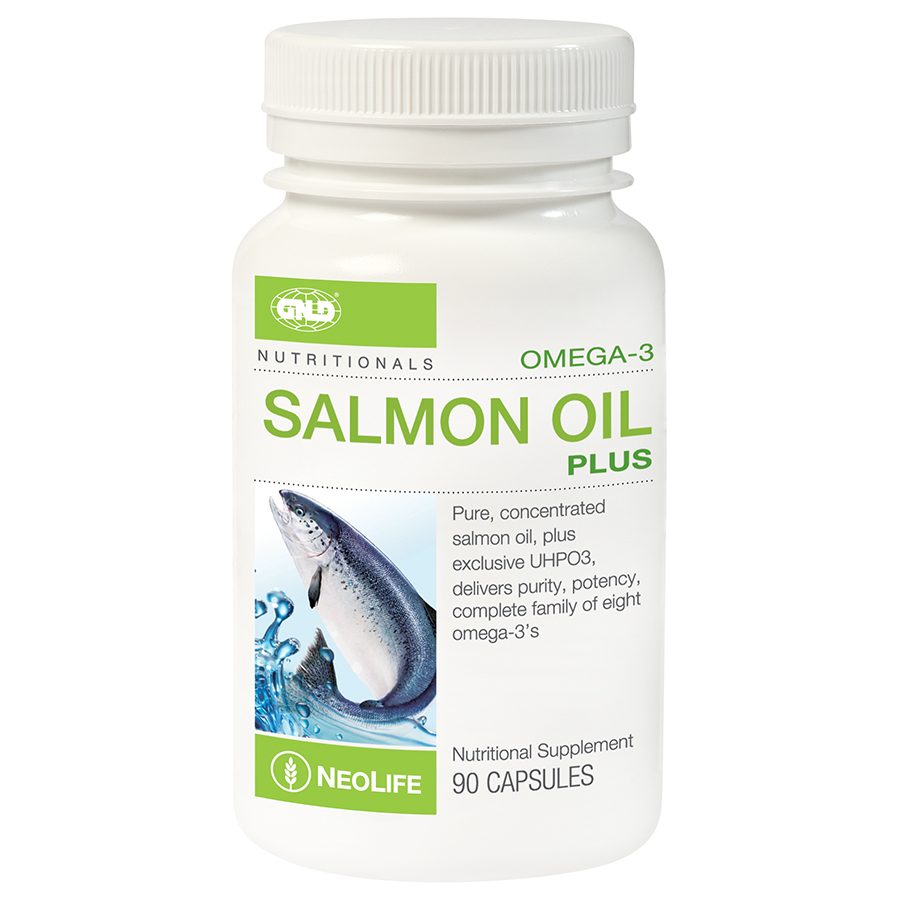 GNLD®
NUTRITIONALS
OMEGA-3
SALMON OIL
PLUS
Pure, concentrated
salmon oil, plus
exclusive UHPO3,
delivers purity, potency,
complete family of eight
omega-3's
Nutritional Supplement
90 CAPSULES
NEOLIFE